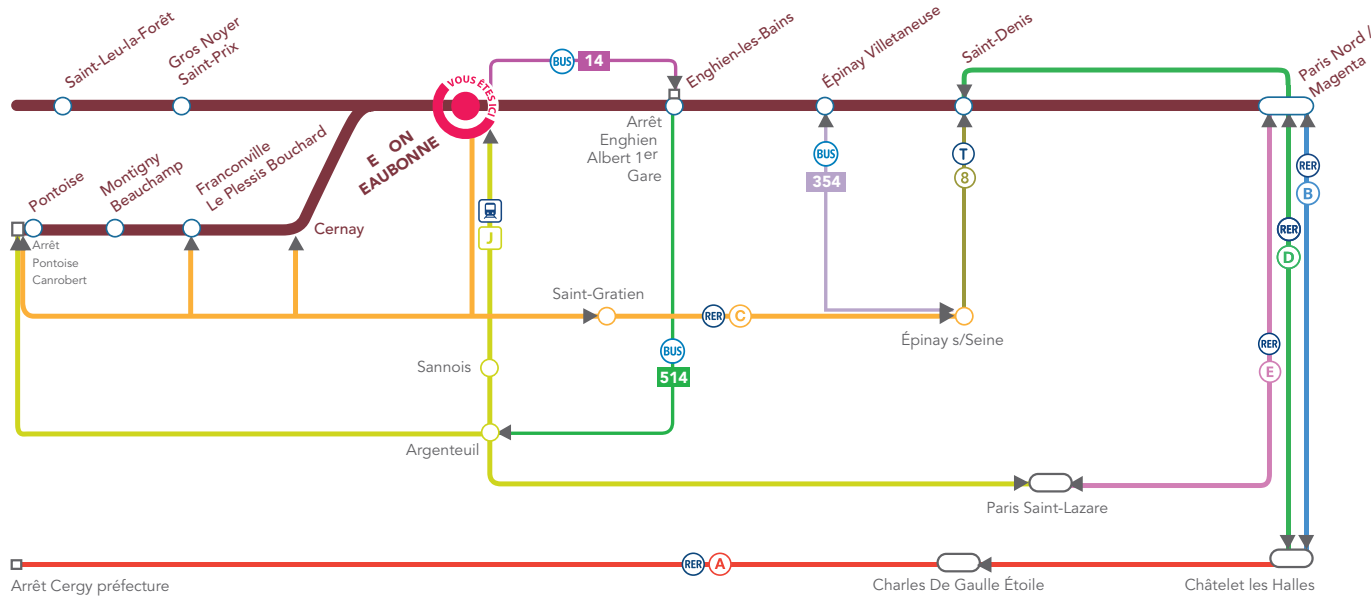 Saint-Leu-la-Forêt
Gros Noyer
Saint-Prix
VOUS ÊTES ICI
BUS 14
Enghien-les-Bains
Épinay Villetaneuse
Saint-Denis
Paris Nord /
Magenta
Arrêt
Enghien
Albert 1er
Gare
E ON
EAUBONNE
Pontoise
Montigny
Beauchamp
Franconville
Le Plessis Bouchard
Cernay
Arrêt
Pontoise
Canrobert
J
BUS
354
T
8
RER
B
RER
D
Saint-Gratien
RER C
Épinay s/Seine
BUS
514
RER
E
Sannois
Argenteuil
Paris Saint-Lazare
RER A
Arrêt Cergy préfecture
Charles De Gaulle Étoile
Châtelet les Halles